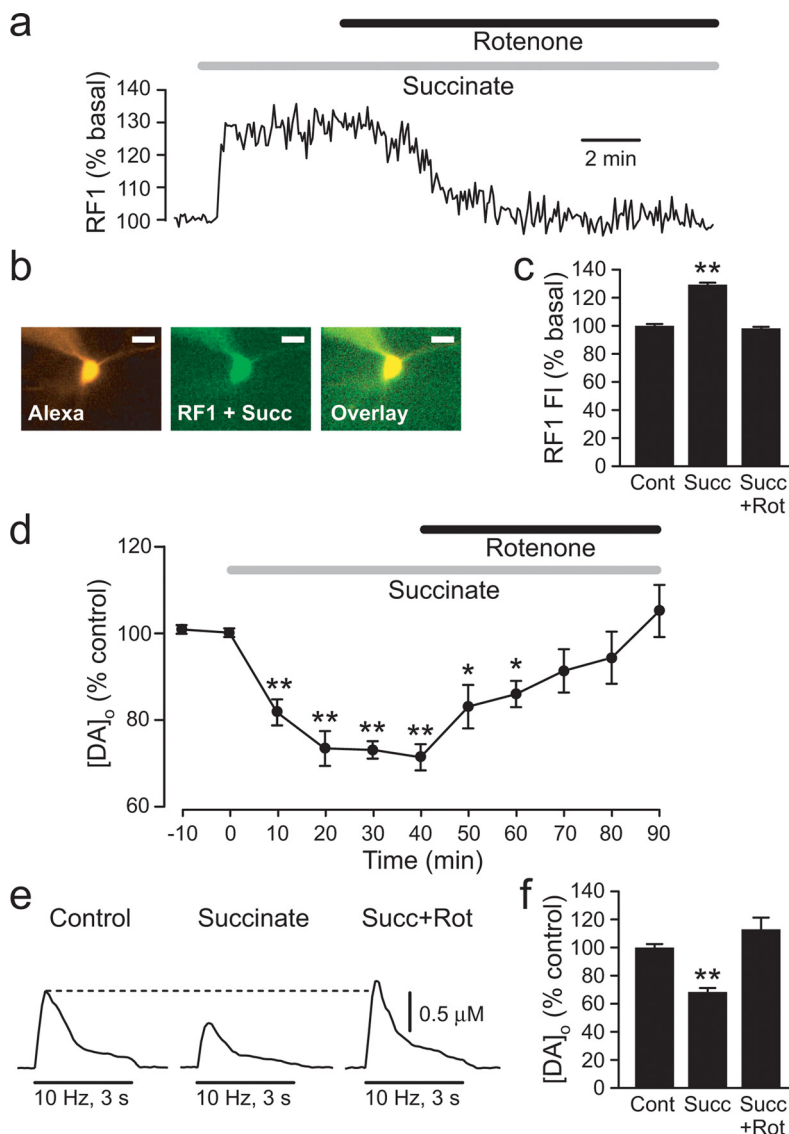 a
Rotenone
Succinate
RF1 (% basal)
140
130
120
110
100
2 min
b
Alexa
RF1 + Succ
Overlay
c
RF1 FI (% basal)
140
120
100
80
60
40
20
0
**
Cont
Succ
Succ
+Rot
d
Rotenone
Succinate
[DA]o (% control)
120
100
80
60
**
**
**
**
*
*
-10 0 10 20 30 40 50 60 70 80 90
Time (min)
e
Control
Succinate
Succ+Rot
0.5 μM
10 Hz, 3 s
10 Hz, 3 s
10 Hz, 3 s
f
[DA]o (% control)
140
120
100
80
60
40
20
0
**
Cont
Succ
Succ
+Rot